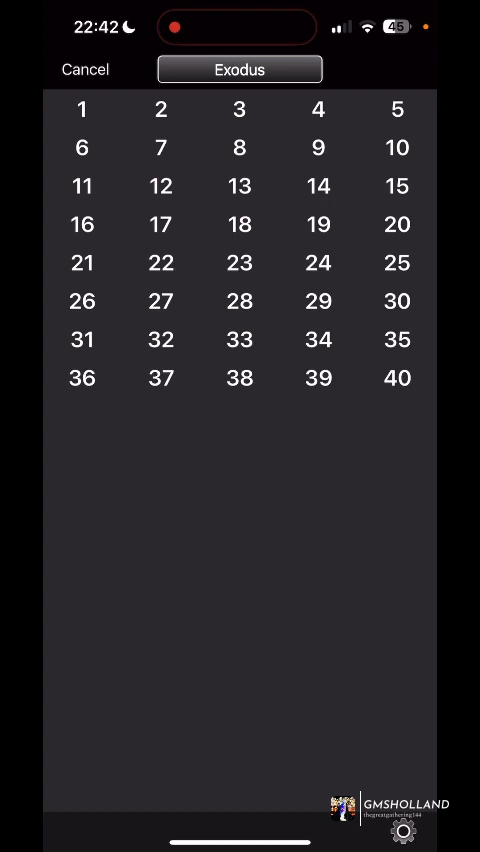 22:42 45
Cancel Exodus
1 2 3 4 5
6 7 8 9 10
11 12 13 14 15
16 17 18 19 20
21 22 23 24 25
26 27 28 29 30
31 32 33 34 35
36 37 38 39 40
GMSHOLLAND
thegreatgathering144